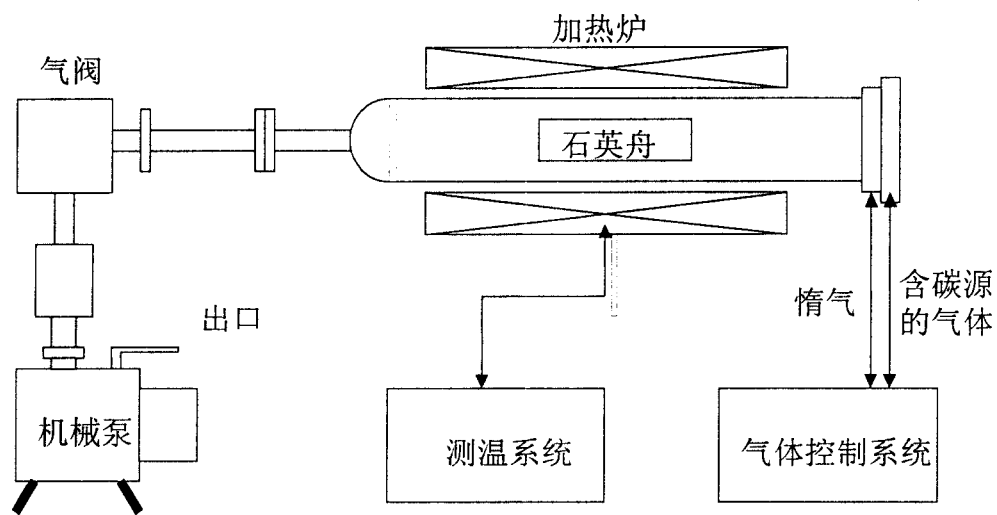 加热炉
气阀
石英舟
出口
惰气
含碳源
的气体
机械泵
测温系统
气体控制系统